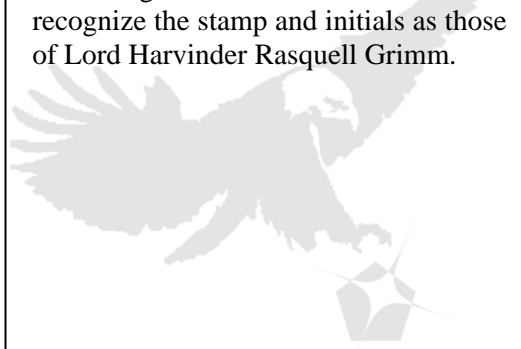 recognize the stamp and initials as those
of Lord Harvinder Rasquell Grimm.